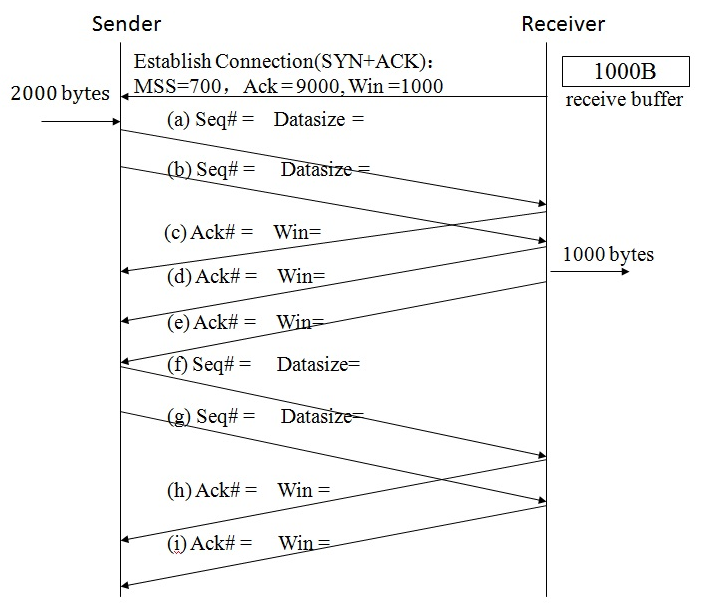 Sender
Receiver
Establish Connection(SYN+ACK):
MSS=700, Ack=9000, Win =1000
1000B
receive buffer
2000 bytes
(a) Seq# = Datasize =
(b) Seq# = Datasize =
(c) Ack# = Win=
1000 bytes
(d) Ack# = Win=
(e) Ack# = Win=
(f) Seq# = Datasize=
(g) Seq# = Datasize=
(h) Ack# = Win =
(i) Ack# = Win =